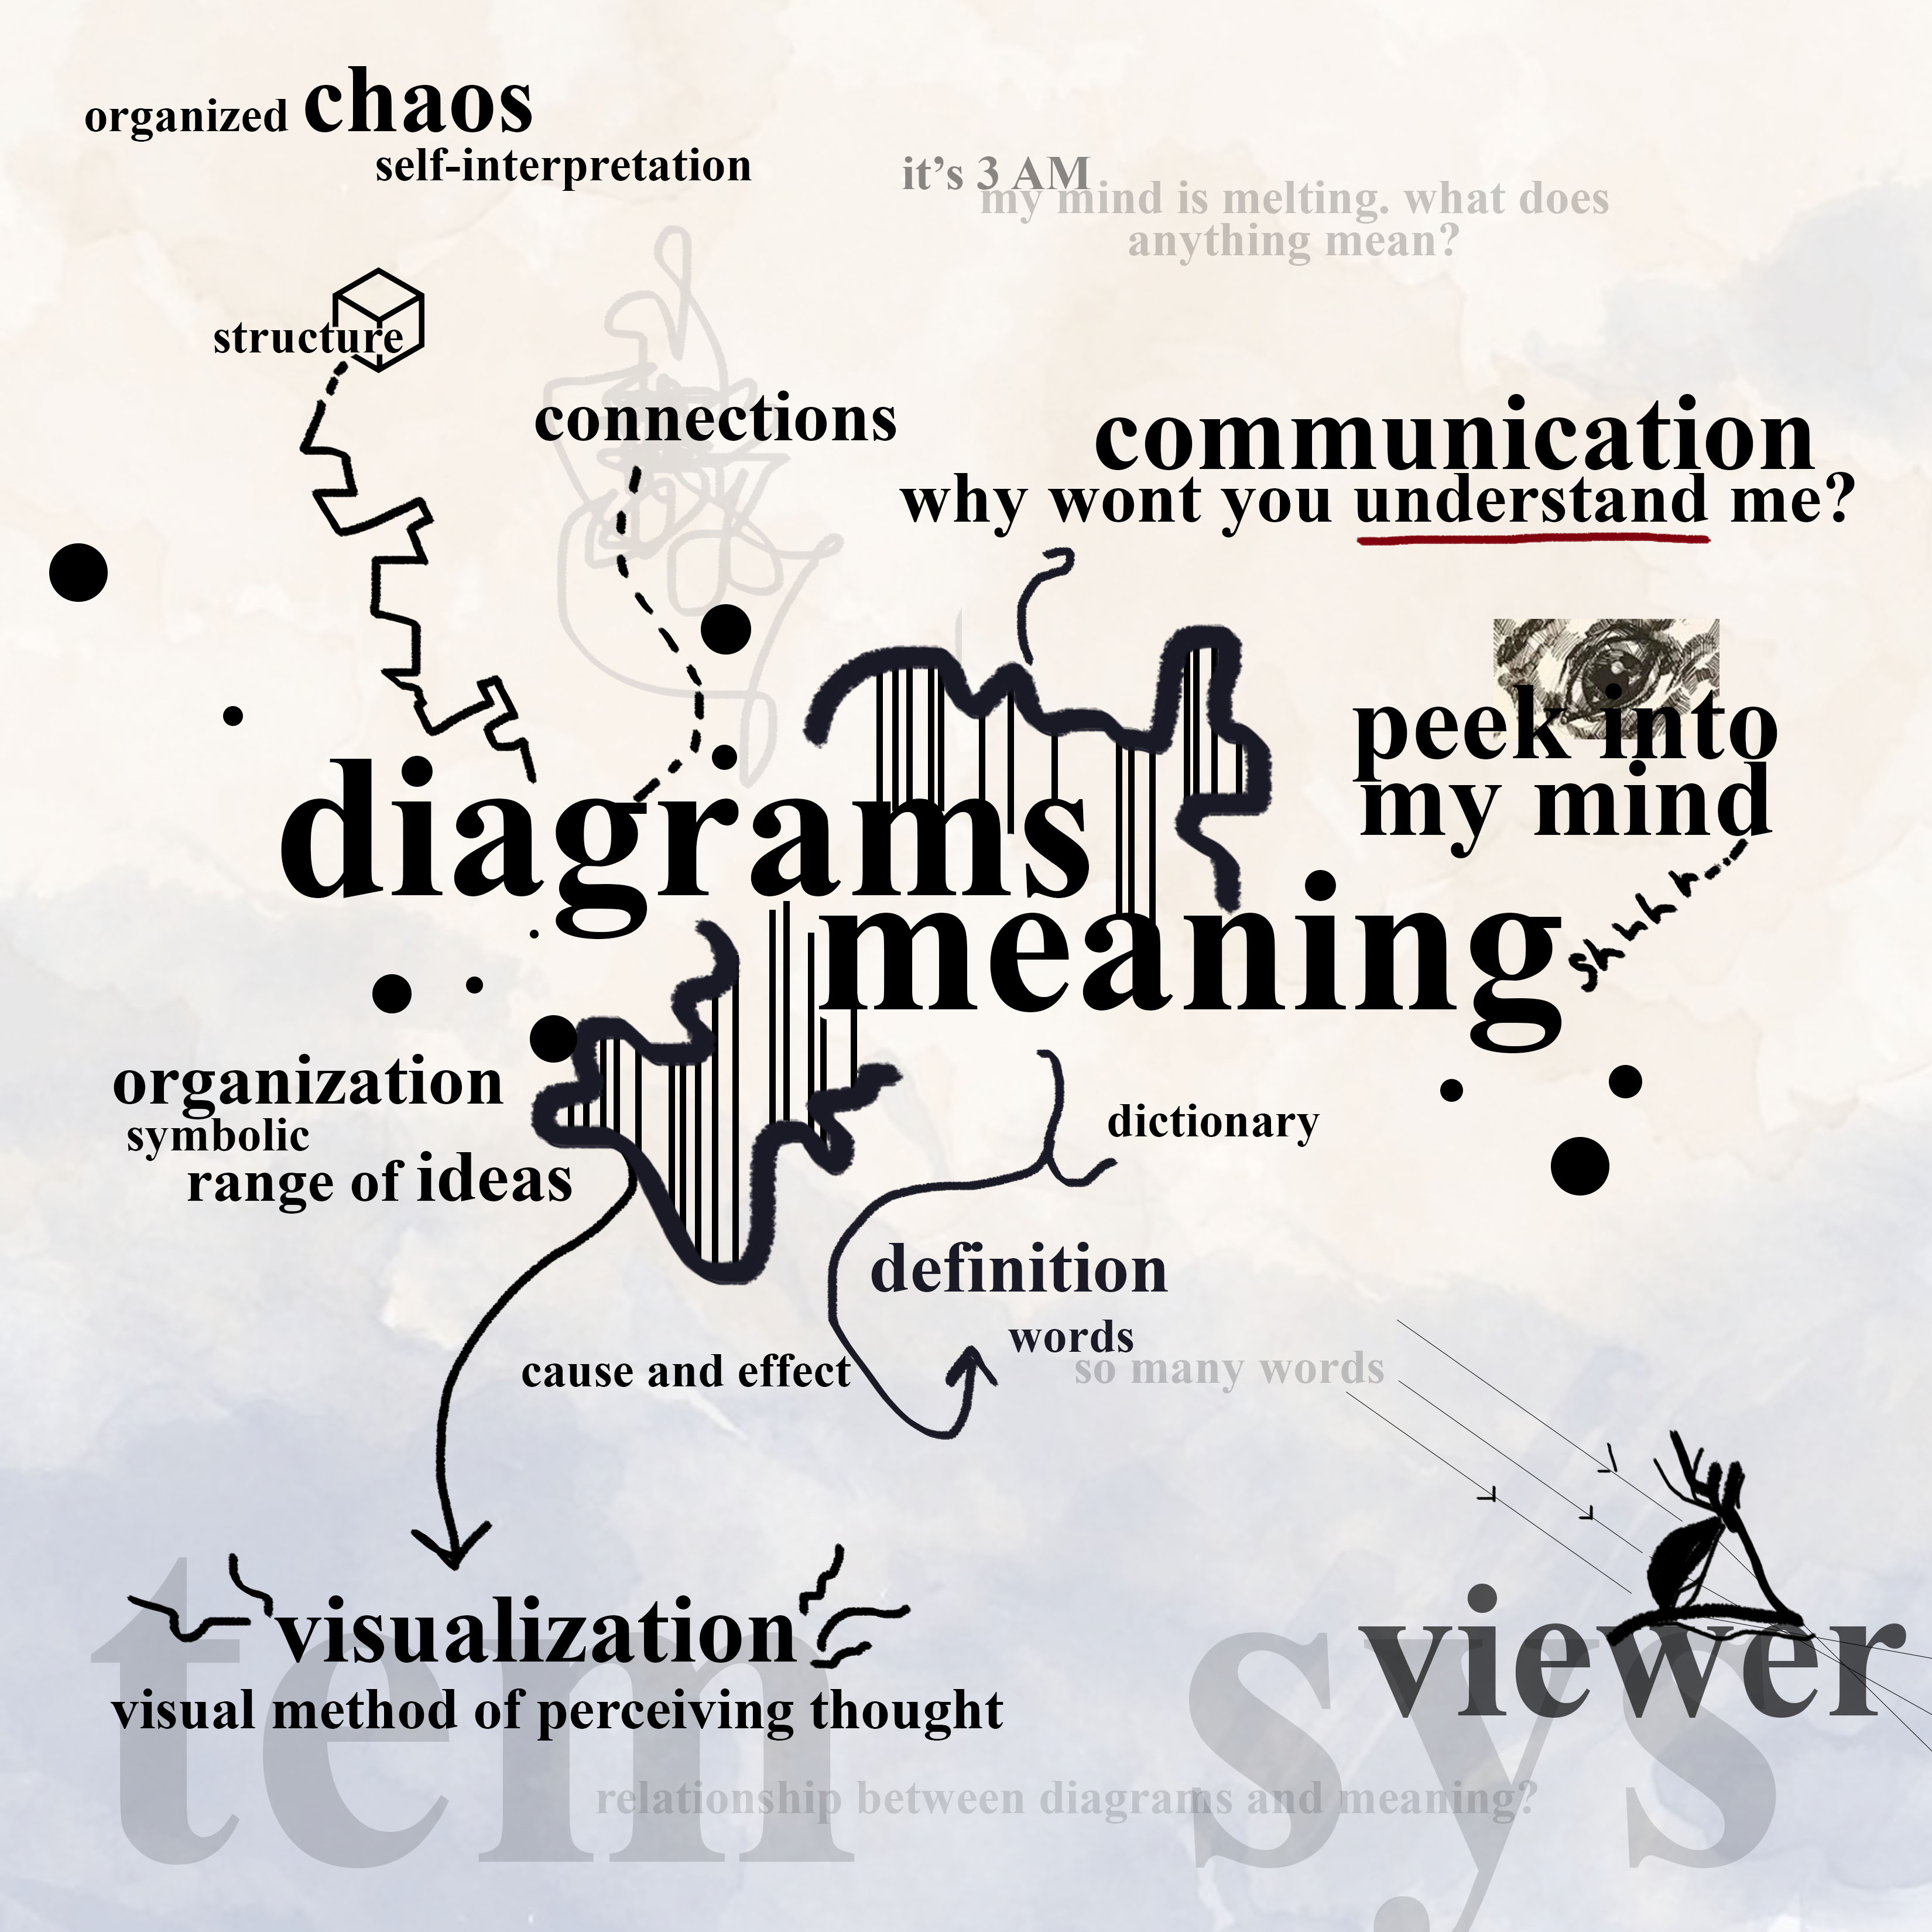 organized chaos
self-interpretation
it's 3 AM
my mind is melting. what does
anything mean?
structure
connections
communication
why wont you understand me?
peek into
my mind
diagrams
meaning
shhhh...
organization
symbolic
range of ideas
dictionary
definition
words
so many words
cause and effect
visualization
visual method of perceiving thought
viewer
tem sys
relationship between diagrams and meaning?